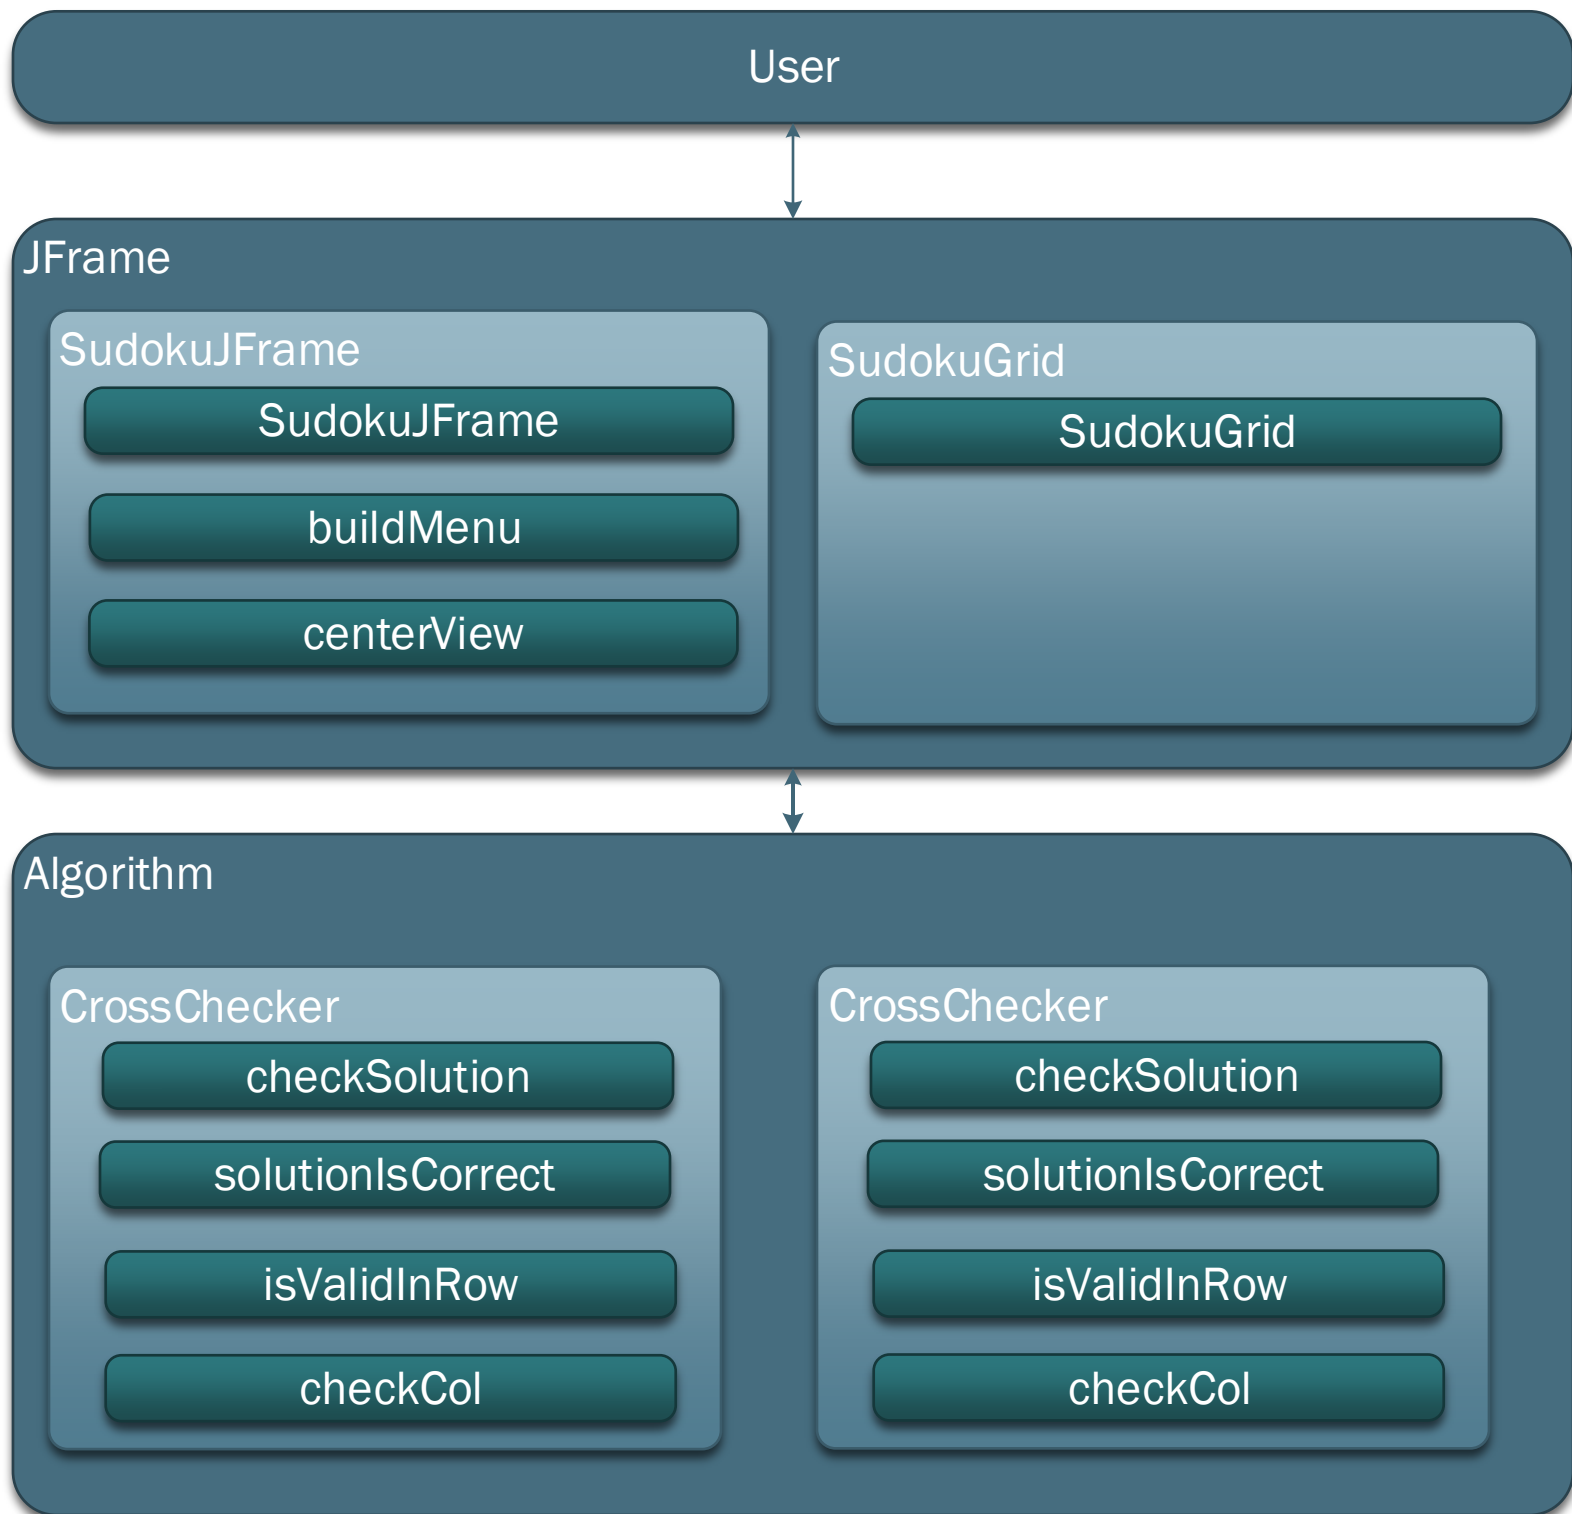 User
JFrame
SudokuJFrame
SudokuJFrame
buildMenu
centerView
SudokuGrid
SudokuGrid
Algorithm
CrossChecker
checkSolution
solutionIsCorrect
isValidInRow
checkCol
CrossChecker
checkSolution
solutionIsCorrect
isValidInRow
checkCol